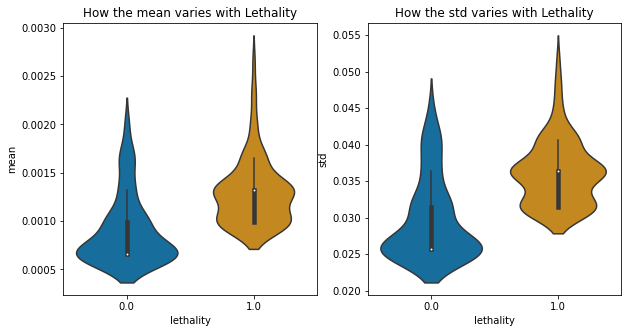 How the mean varies with Lethality
mean
0.0030
0.0025
0.0020
0.0015
0.0010
0.0005
0.0 1.0
lethality
How the std varies with Lethality
std
0.055
0.050
0.045
0.040
0.035
0.030
0.025
0.020
0.0 1.0
lethality